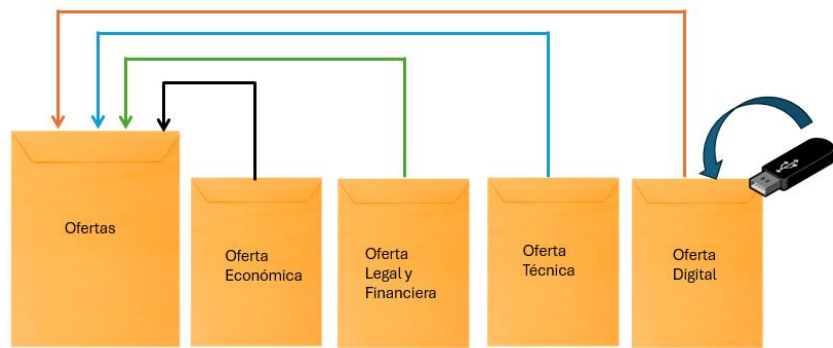 Ofertas
Oferta
Económica
Oferta
Legal y
Financiera
Oferta
Técnica
Oferta
Digital